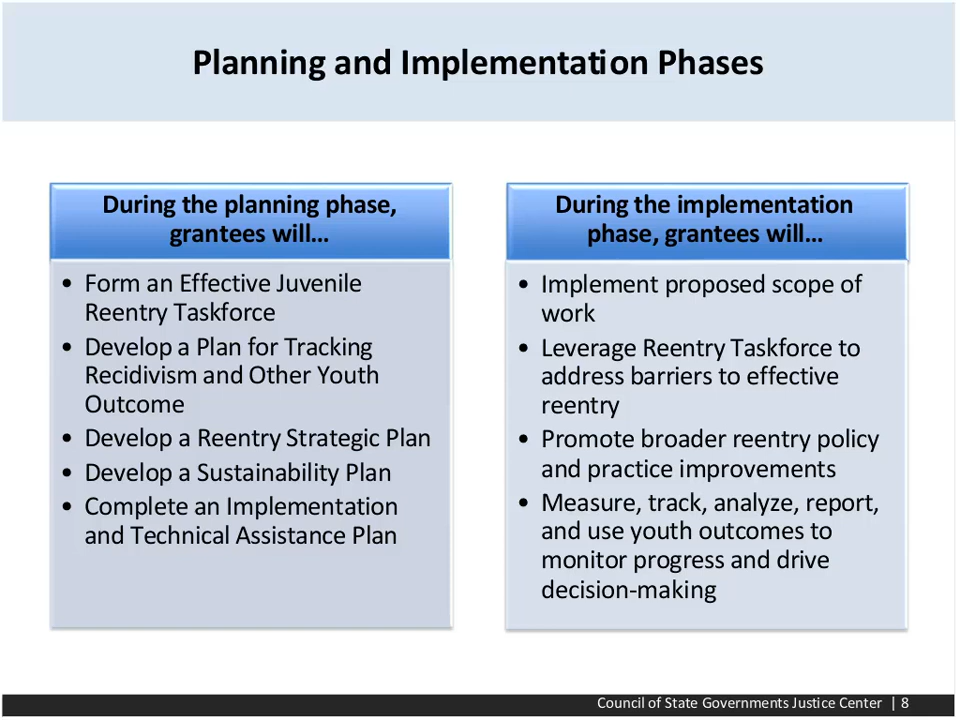 Planning and Implementation Phases
During the planning phase,
grantees will...
• Form an Effective Juvenile
Reentry Taskforce
• Develop a Plan for Tracking
Recidivism and Other Youth
Outcome
• Develop a Reentry Strategic Plan
• Develop a Sustainability Plan
• Complete an Implementation
and Technical Assistance Plan
During the implementation
phase, grantees will...
• Implement proposed scope of
work
• Leverage Reentry Taskforce to
address barriers to effective
reentry
• Promote broader reentry policy
and practice improvements
• Measure, track, analyze, report,
and use youth outcomes to
monitor progress and drive
decision-making
Council of State Governments Justice Center | 8